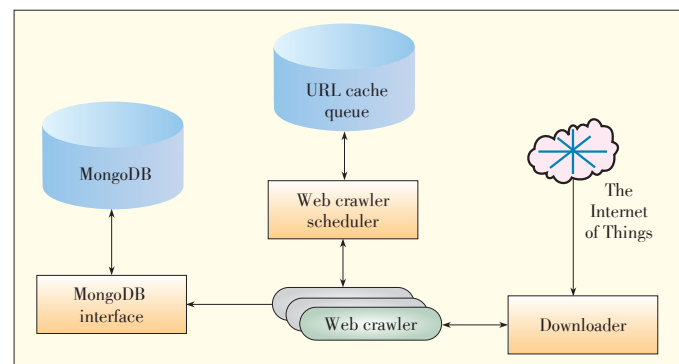 URL cache
queue
MongoDB
Web crawler
scheduler
The
Internet
of Things
MongoDB
interface
Web crawler
Downloader